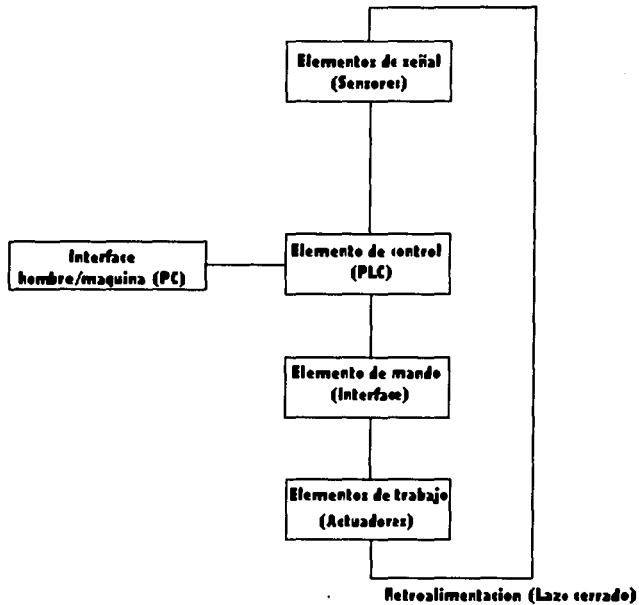 Elementos de señal
(Sensores)
Interface
hombre/maquina (PC)
Elemento de control
(PLC)
Elemento de mando
(Interface)
Elementos de trabajo
(Actuadores)
Retroalimentacion (Lazo cerrado)